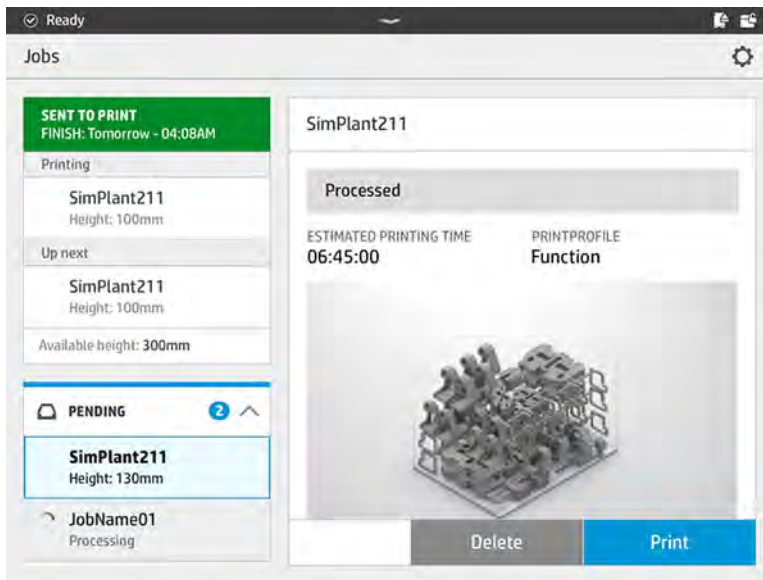 Ready
Jobs
SENT TO PRINT
FINISH: Tomorrow - 04:08AM
Printing
SimPlant211
Height: 100mm
Up next
SimPlant211
Height: 100mm
Available height: 300mm
PENDING 2
SimPlant211
Height: 130mm
JobName01
Processing
SimPlant211
Processed
ESTIMATED PRINTING TIME PRINTPROFILE
06:45:00 Function
Delete Print